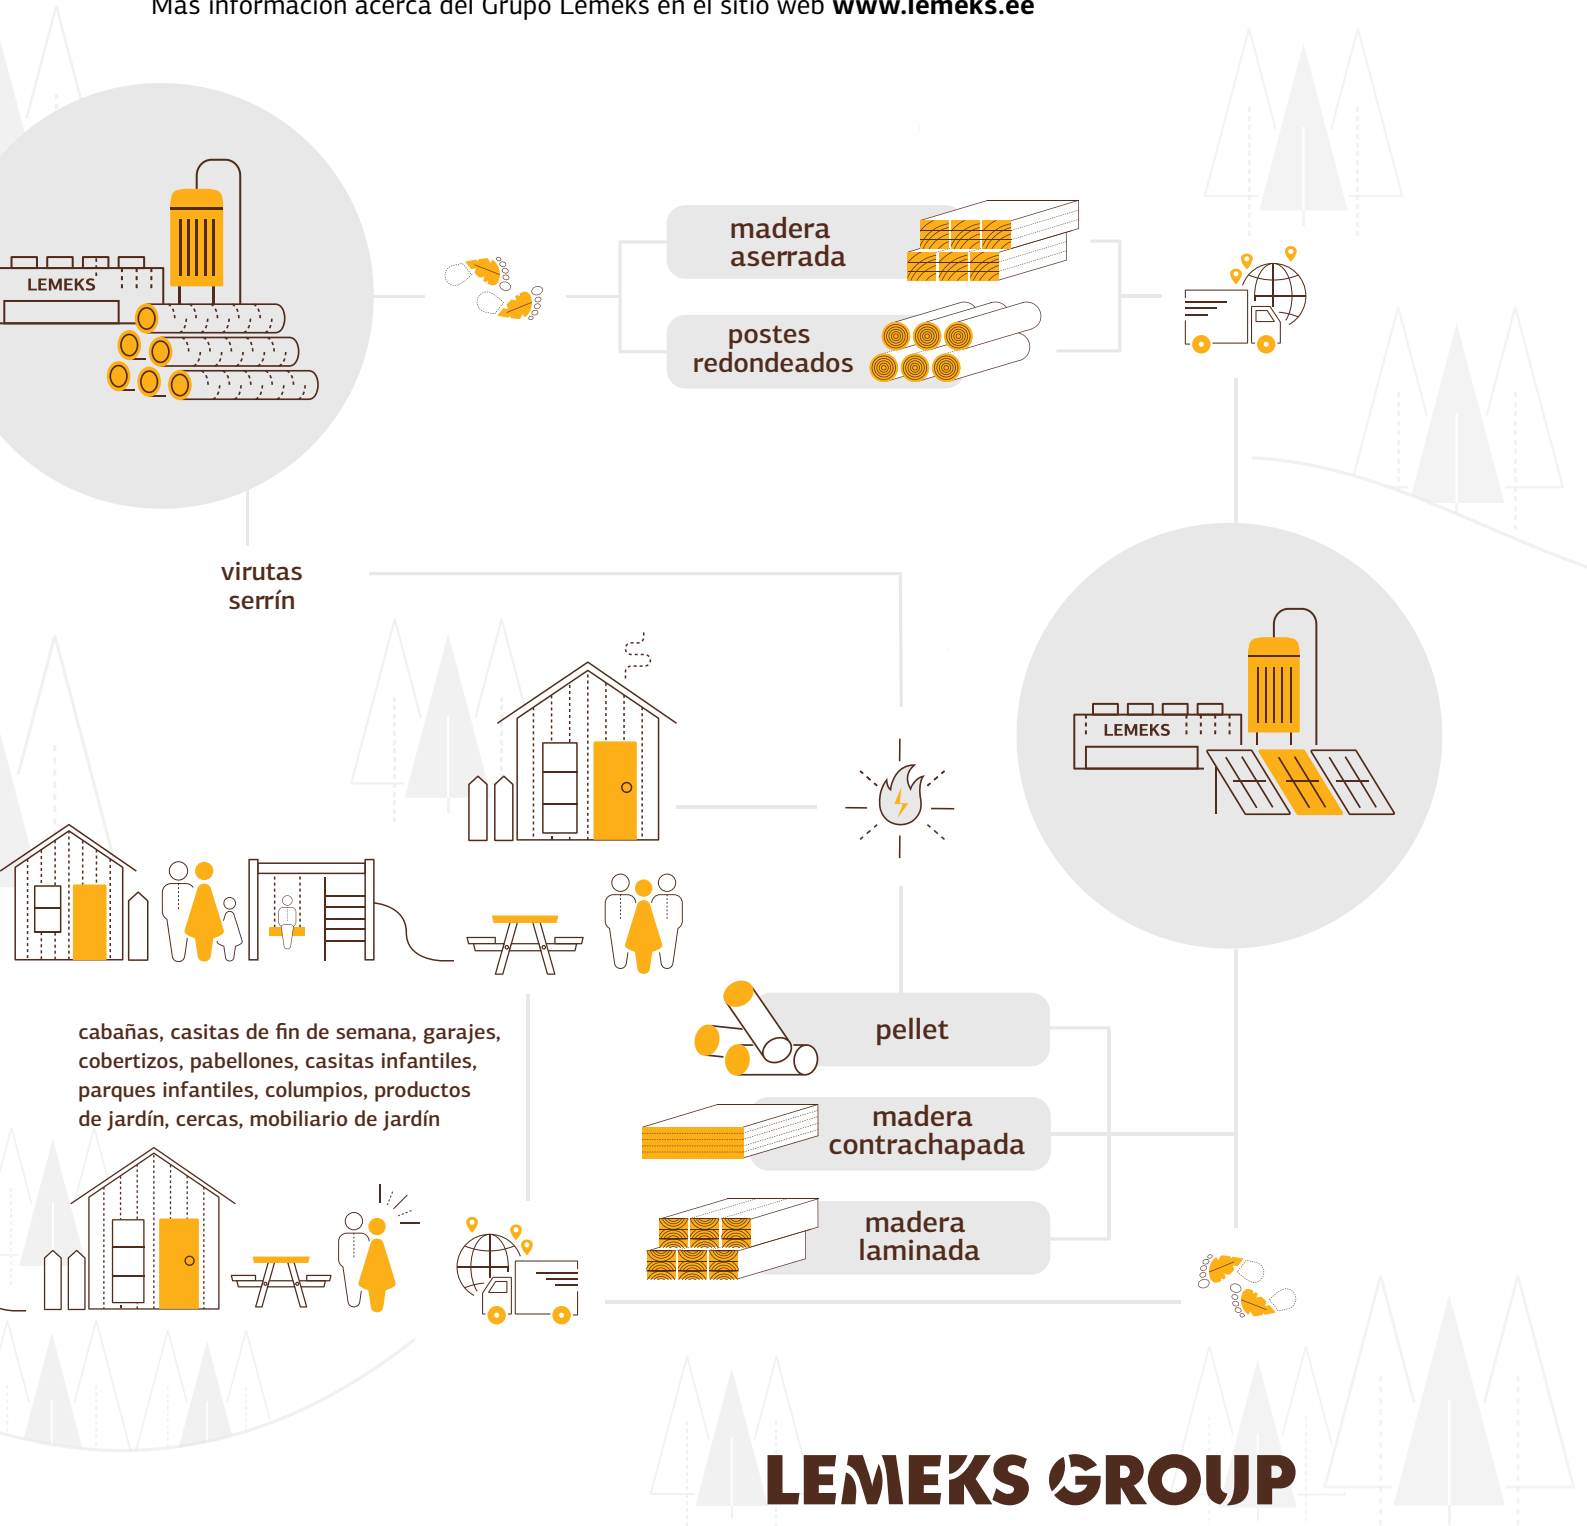 Más información acerca del Grupo Lemeks en el sitio web www.lemeks.ee
madera
aserrada
LEMEKS
postes
redondeados
virutas
serrín
LEMEKS
pellet
cabañas, casitas de fin de semana, garajes,
cobertizos, pabellones, casitas infantiles,
parques infantiles, columpios, productos
de jardín, cercas, mobiliario de jardín
madera
contrachapada
madera
laminada
LEMEKS GROUP